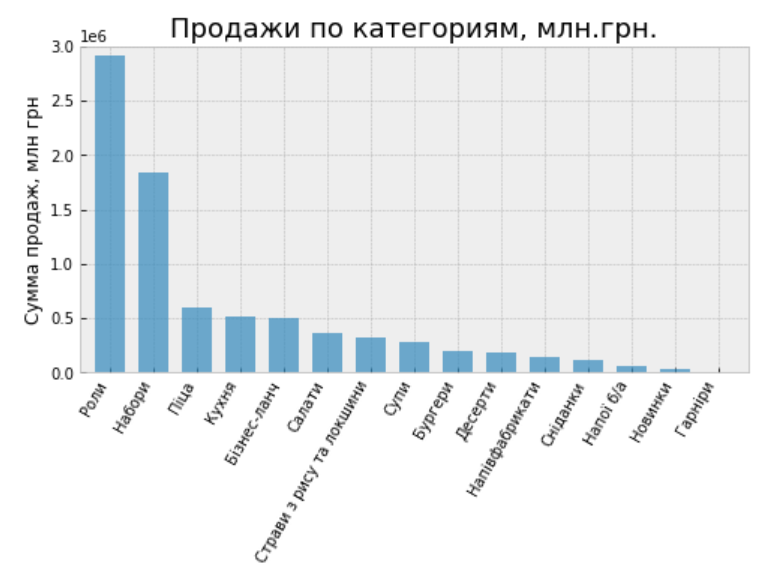 Продажи по категориям, млн.грн.
1e6
Сумма продаж, млн грн
3.0
2.5
2.0
1.5
1.0
0.5
0.0
Роли
Набори
Піца
Кухня
Бізнес-ланч
Салати
Страви з рису та локшини
Супи
Бургери
Десерти
Напівфабрикати
Сніданки
Напої б/а
Новинки
Гарніри